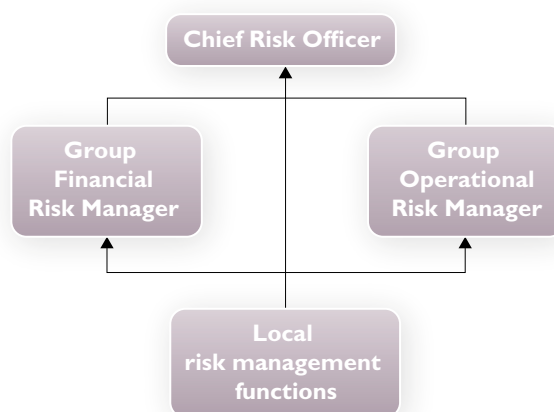 Chief Risk Officer
Group
Financial
Risk Manager
Group
Operational
Risk Manager
Local
risk management
functions